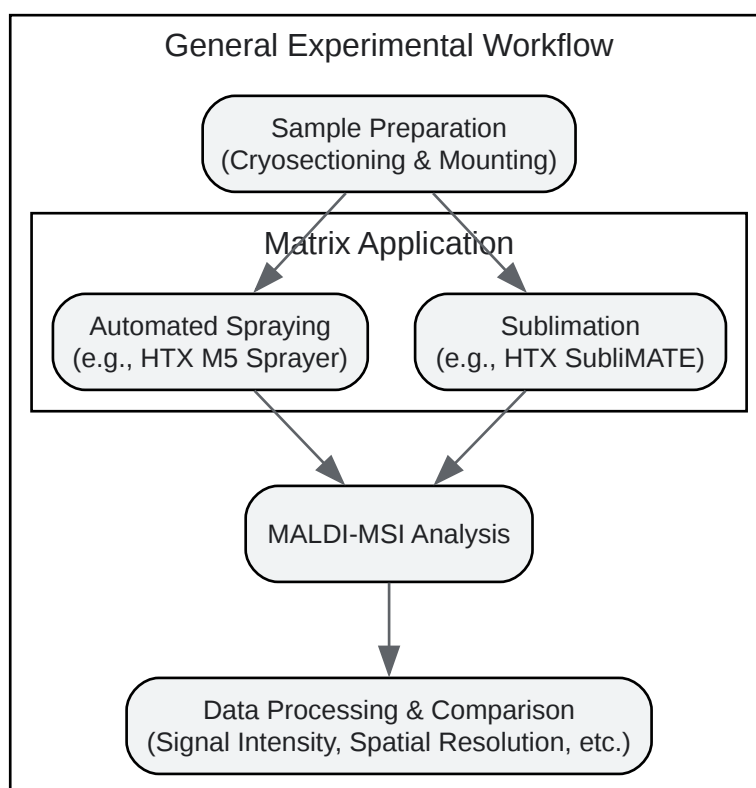 General Experimental Workflow
Sample Preparation
(Cryosectioning & Mounting)
Matrix Application
Automated Spraying
(e.g., HTX M5 Sprayer)
Sublimation
(e.g., HTX SubliMATE)
MALDI-MSI Analysis
Data Processing & Comparison
(Signal Intensity, Spatial Resolution, etc.)